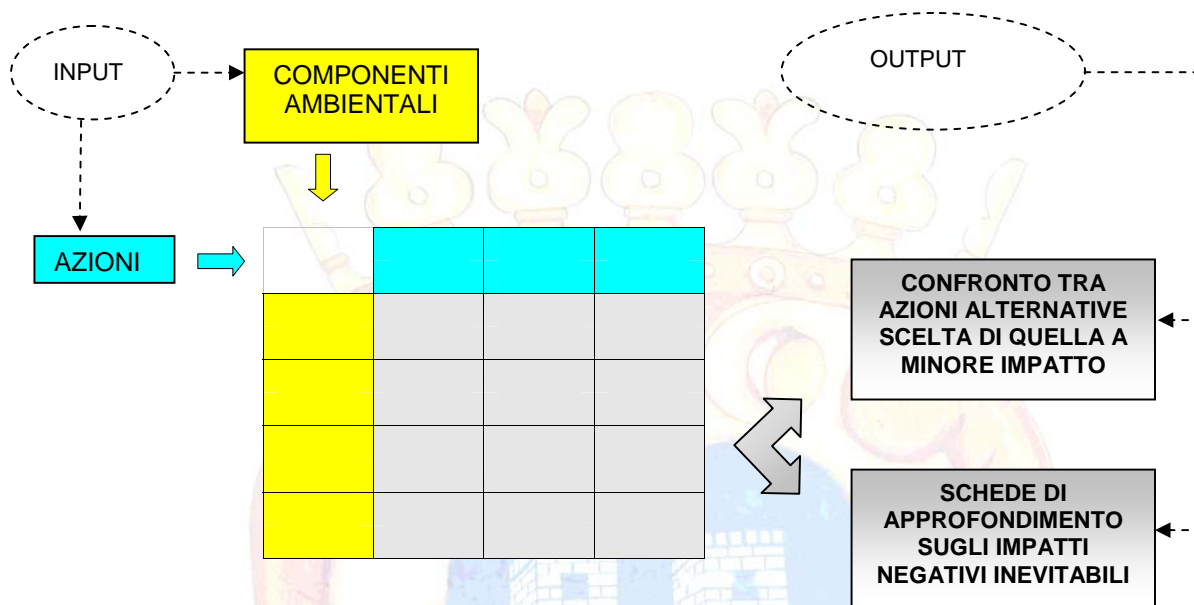 INPUT
COMPONENTI
AMBIENTALI
OUTPUT
AZIONI
CONFRONTO TRA
AZIONI ALTERNATIVE
SCELTA DI QUELLA A
MINORE IMPATTO
SCHEDE DI
APPROFONDIMENTO
SUGLI IMPATTI
NEGATIVI INEVITABILI